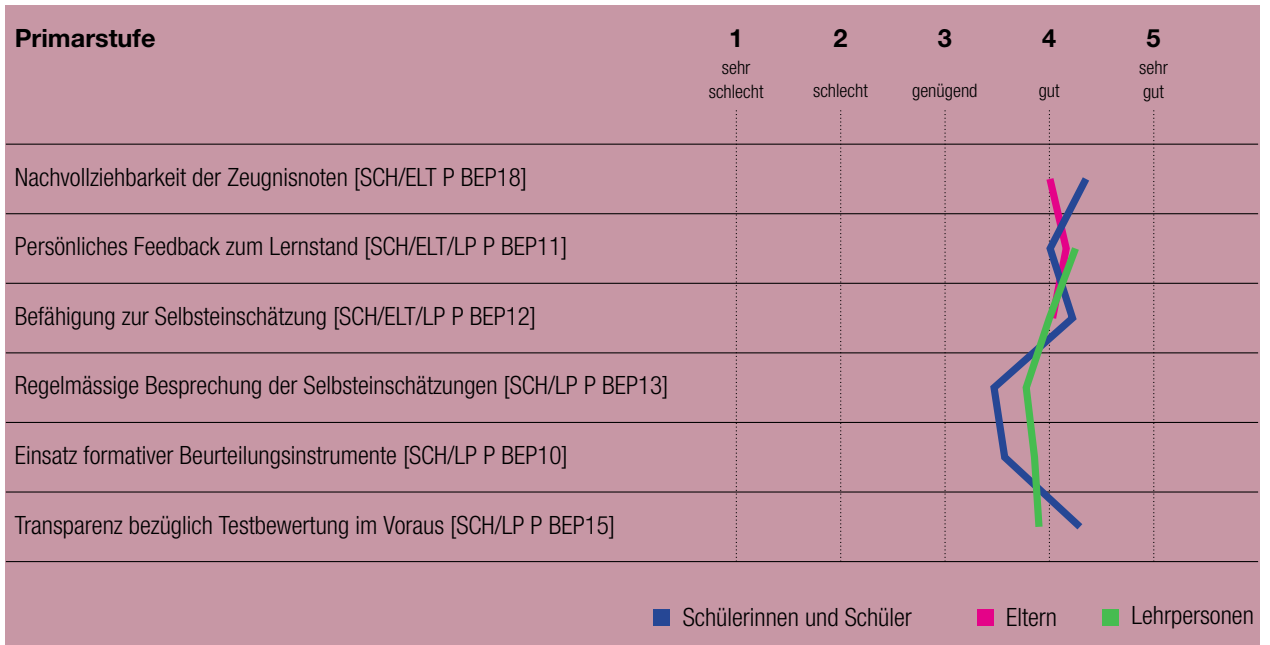 Primarstufe 1 2 3 4 5
sehr schlecht schlecht genügend gut sehr gut
Nachvollziehbarkeit der Zeugnisnoten [SCH/ELT P BEP18]
Persönliches Feedback zum Lernstand [SCH/ELT/LP P BEP11]
Befähigung zur Selbsteinschätzung [SCH/ELT/LP P BEP12]
Regelmässige Besprechung der Selbsteinschätzungen [SCH/LP P BEP13]
Einsatz formativer Beurteilungsinstrumente [SCH/LP P BEP10]
Transparenz bezüglich Testbewertung im Voraus [SCH/LP P BEP15]
Schülerinnen und Schüler Eltern Lehrpersonen